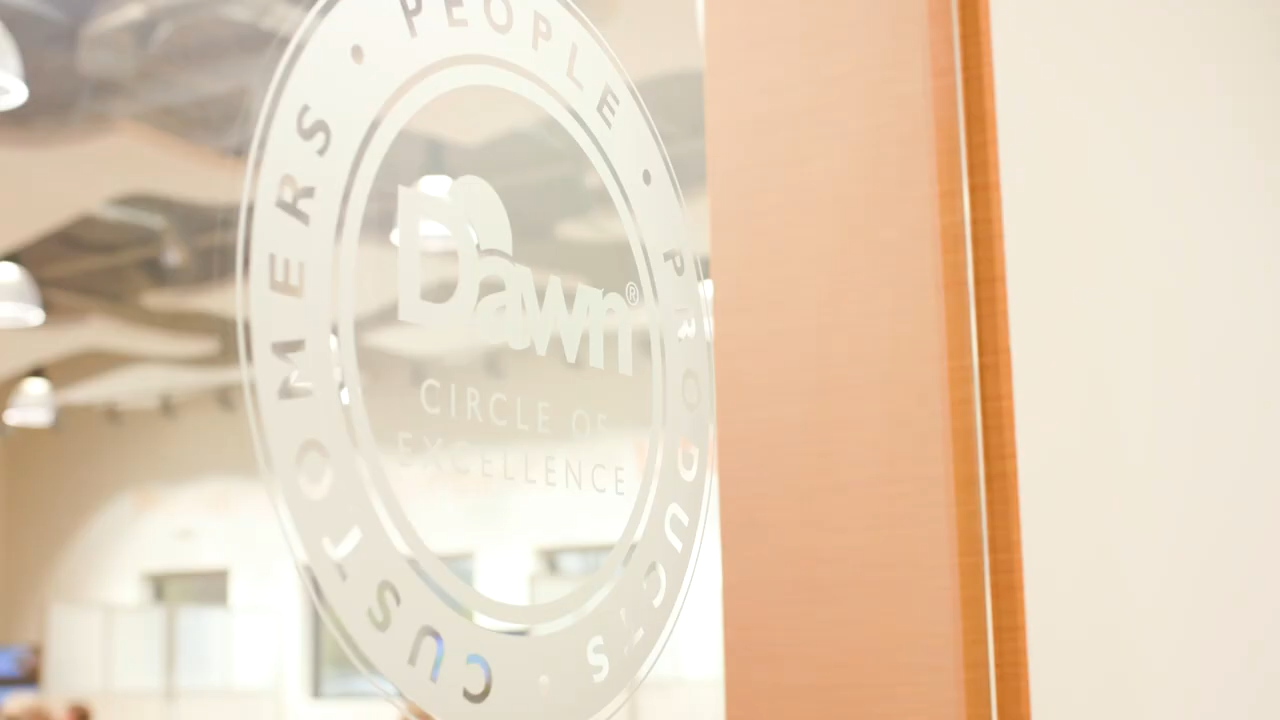 PEOPLE • PRODUCTS • CUSTOMERS •
Dawn®
CIRCLE OF
EXCELLENCE